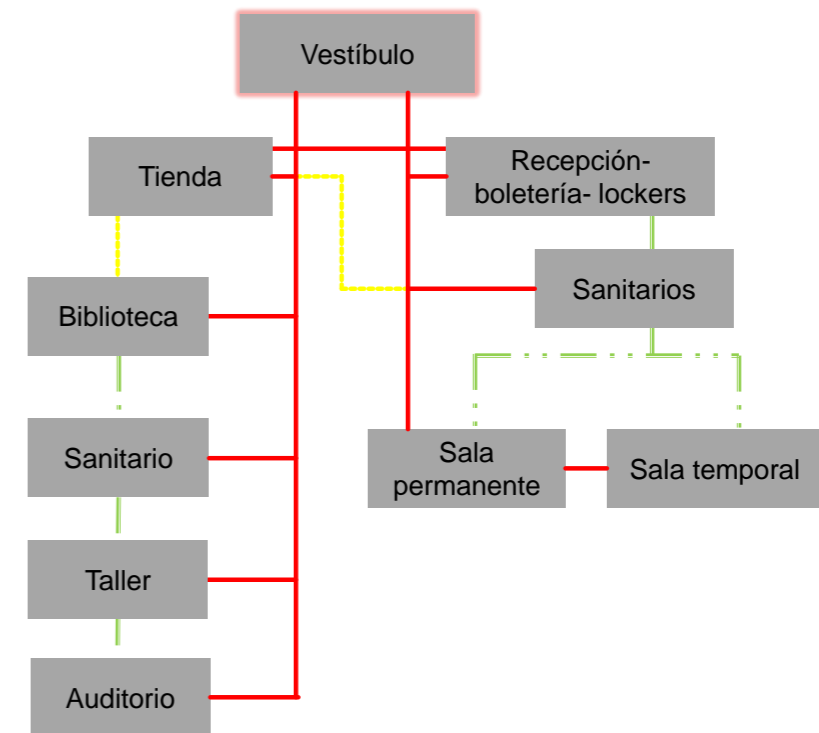 Vestíbulo
Tienda
Recepción-
boletería- lockers
Biblioteca
Sanitarios
Sanitario
Sala
permanente
Sala temporal
Taller
Auditorio